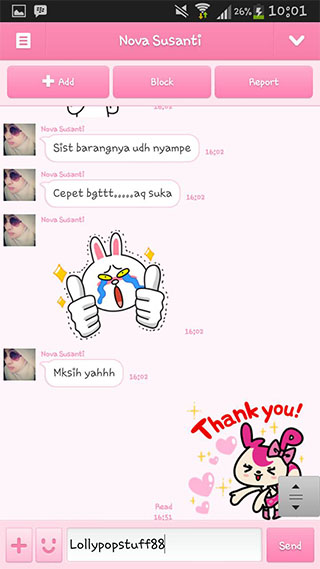 26% 10:01
Nova Susanti
+ Add Block Report
16:02
Nova Susanti
Sist barangnya udh nyampe
16:02
Nova Susanti
Cepet bgttt.....aq suka
16:02
Nova Susanti
16:02
Nova Susanti
Mksih yahhh
16:03
Thank you!
Read
16:51
Lollypopstuff88
Send